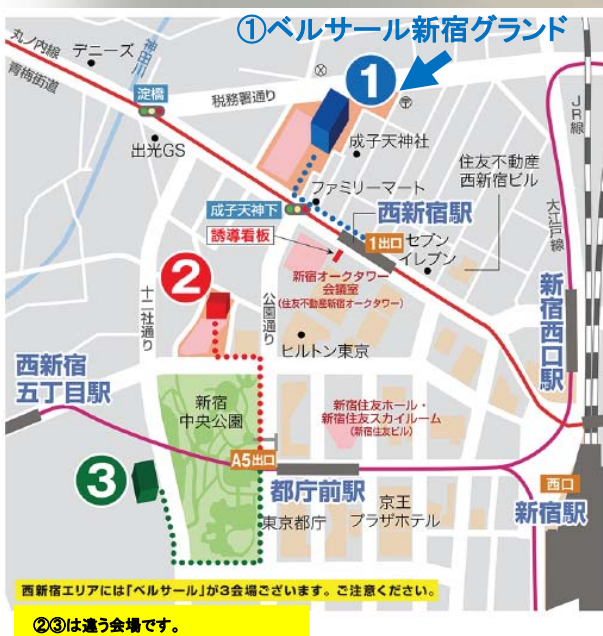 ①ベルサール新宿グランド
丸ノ内線
青梅街道
デニーズ
神田川
淀橋
税務署通り
1
出光GS
成子天神社
ファミリーマート
住友不動産
西新宿ビル
JR線
大江戸線
成子天神下
西新宿駅
誘導看板
1出口
セブン
イレブン
新宿オークタワー
会議室
(住友不動産新宿オークタワー)
2
十二社通り
公園通り
ヒルトン東京
新宿西口駅
西新宿
五丁目駅
新宿
中央公園
新宿住友ホール・
新宿住友スカイルーム
(新宿住友ビル)
A5出口
3
都庁前駅
西口
新宿駅
東京都庁
京王
プラザホテル
西新宿エリアには「ベルサール」が3会場ございます。ご注意ください。
②③は違う会場です。